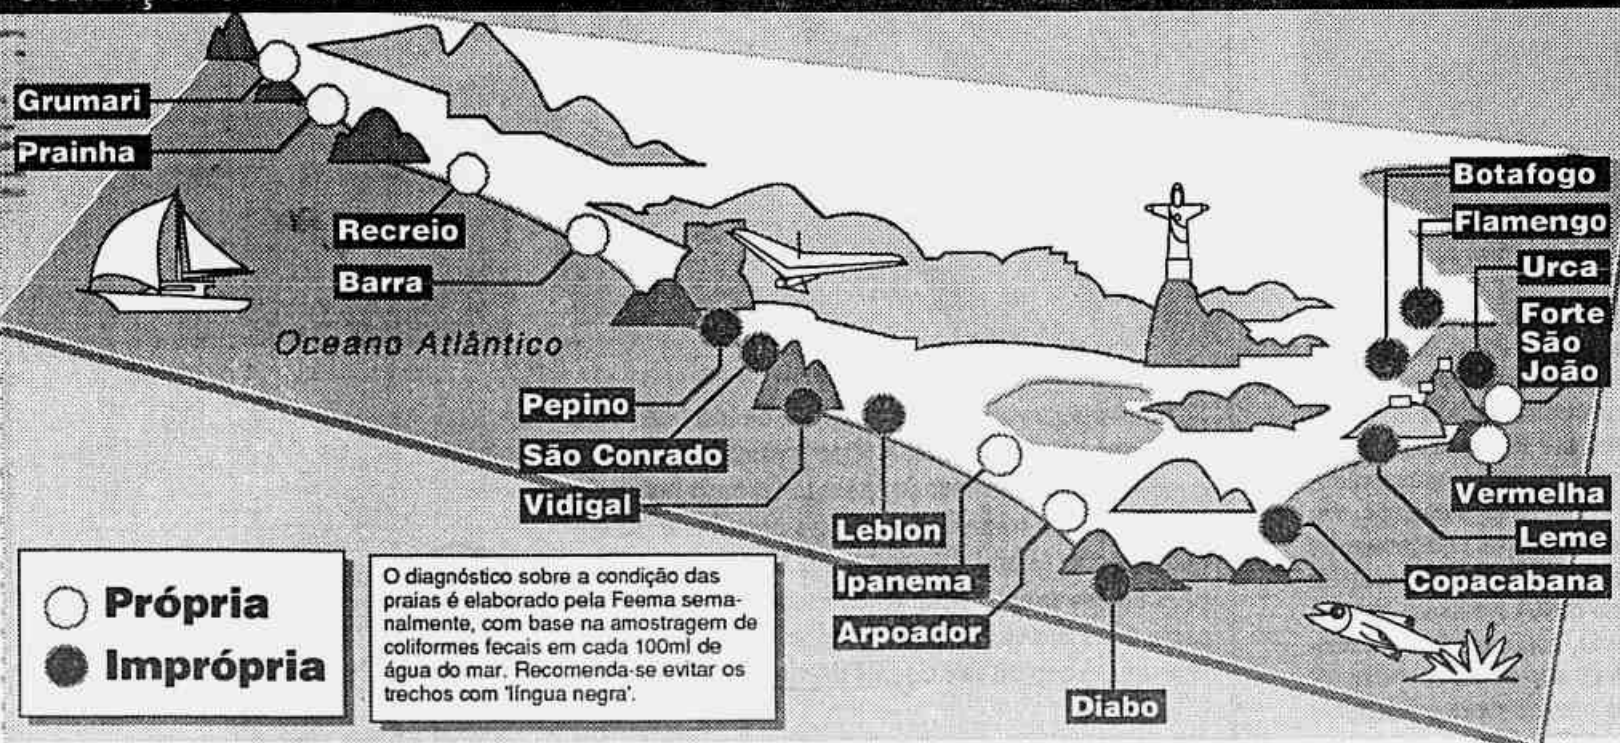 Grumari
Prainha
Recreio
Barra
Oceano Atlântico
Pepino
São Conrado
Vidigal
Leblon
Ipanema
Arpoador
Diabo
Botafogo
Flamengo
Urca
Forte
São
João
Vermelha
Leme
Copacabana
Própria
Imprópria
O diagnóstico sobre a condição das
praias é elaborado pela Feema sema-
nalmente, com base na amostragem de
coliformes fecais em cada 100ml de
água do mar. Recomenda-se evitar os
trechos com 'língua negra'.